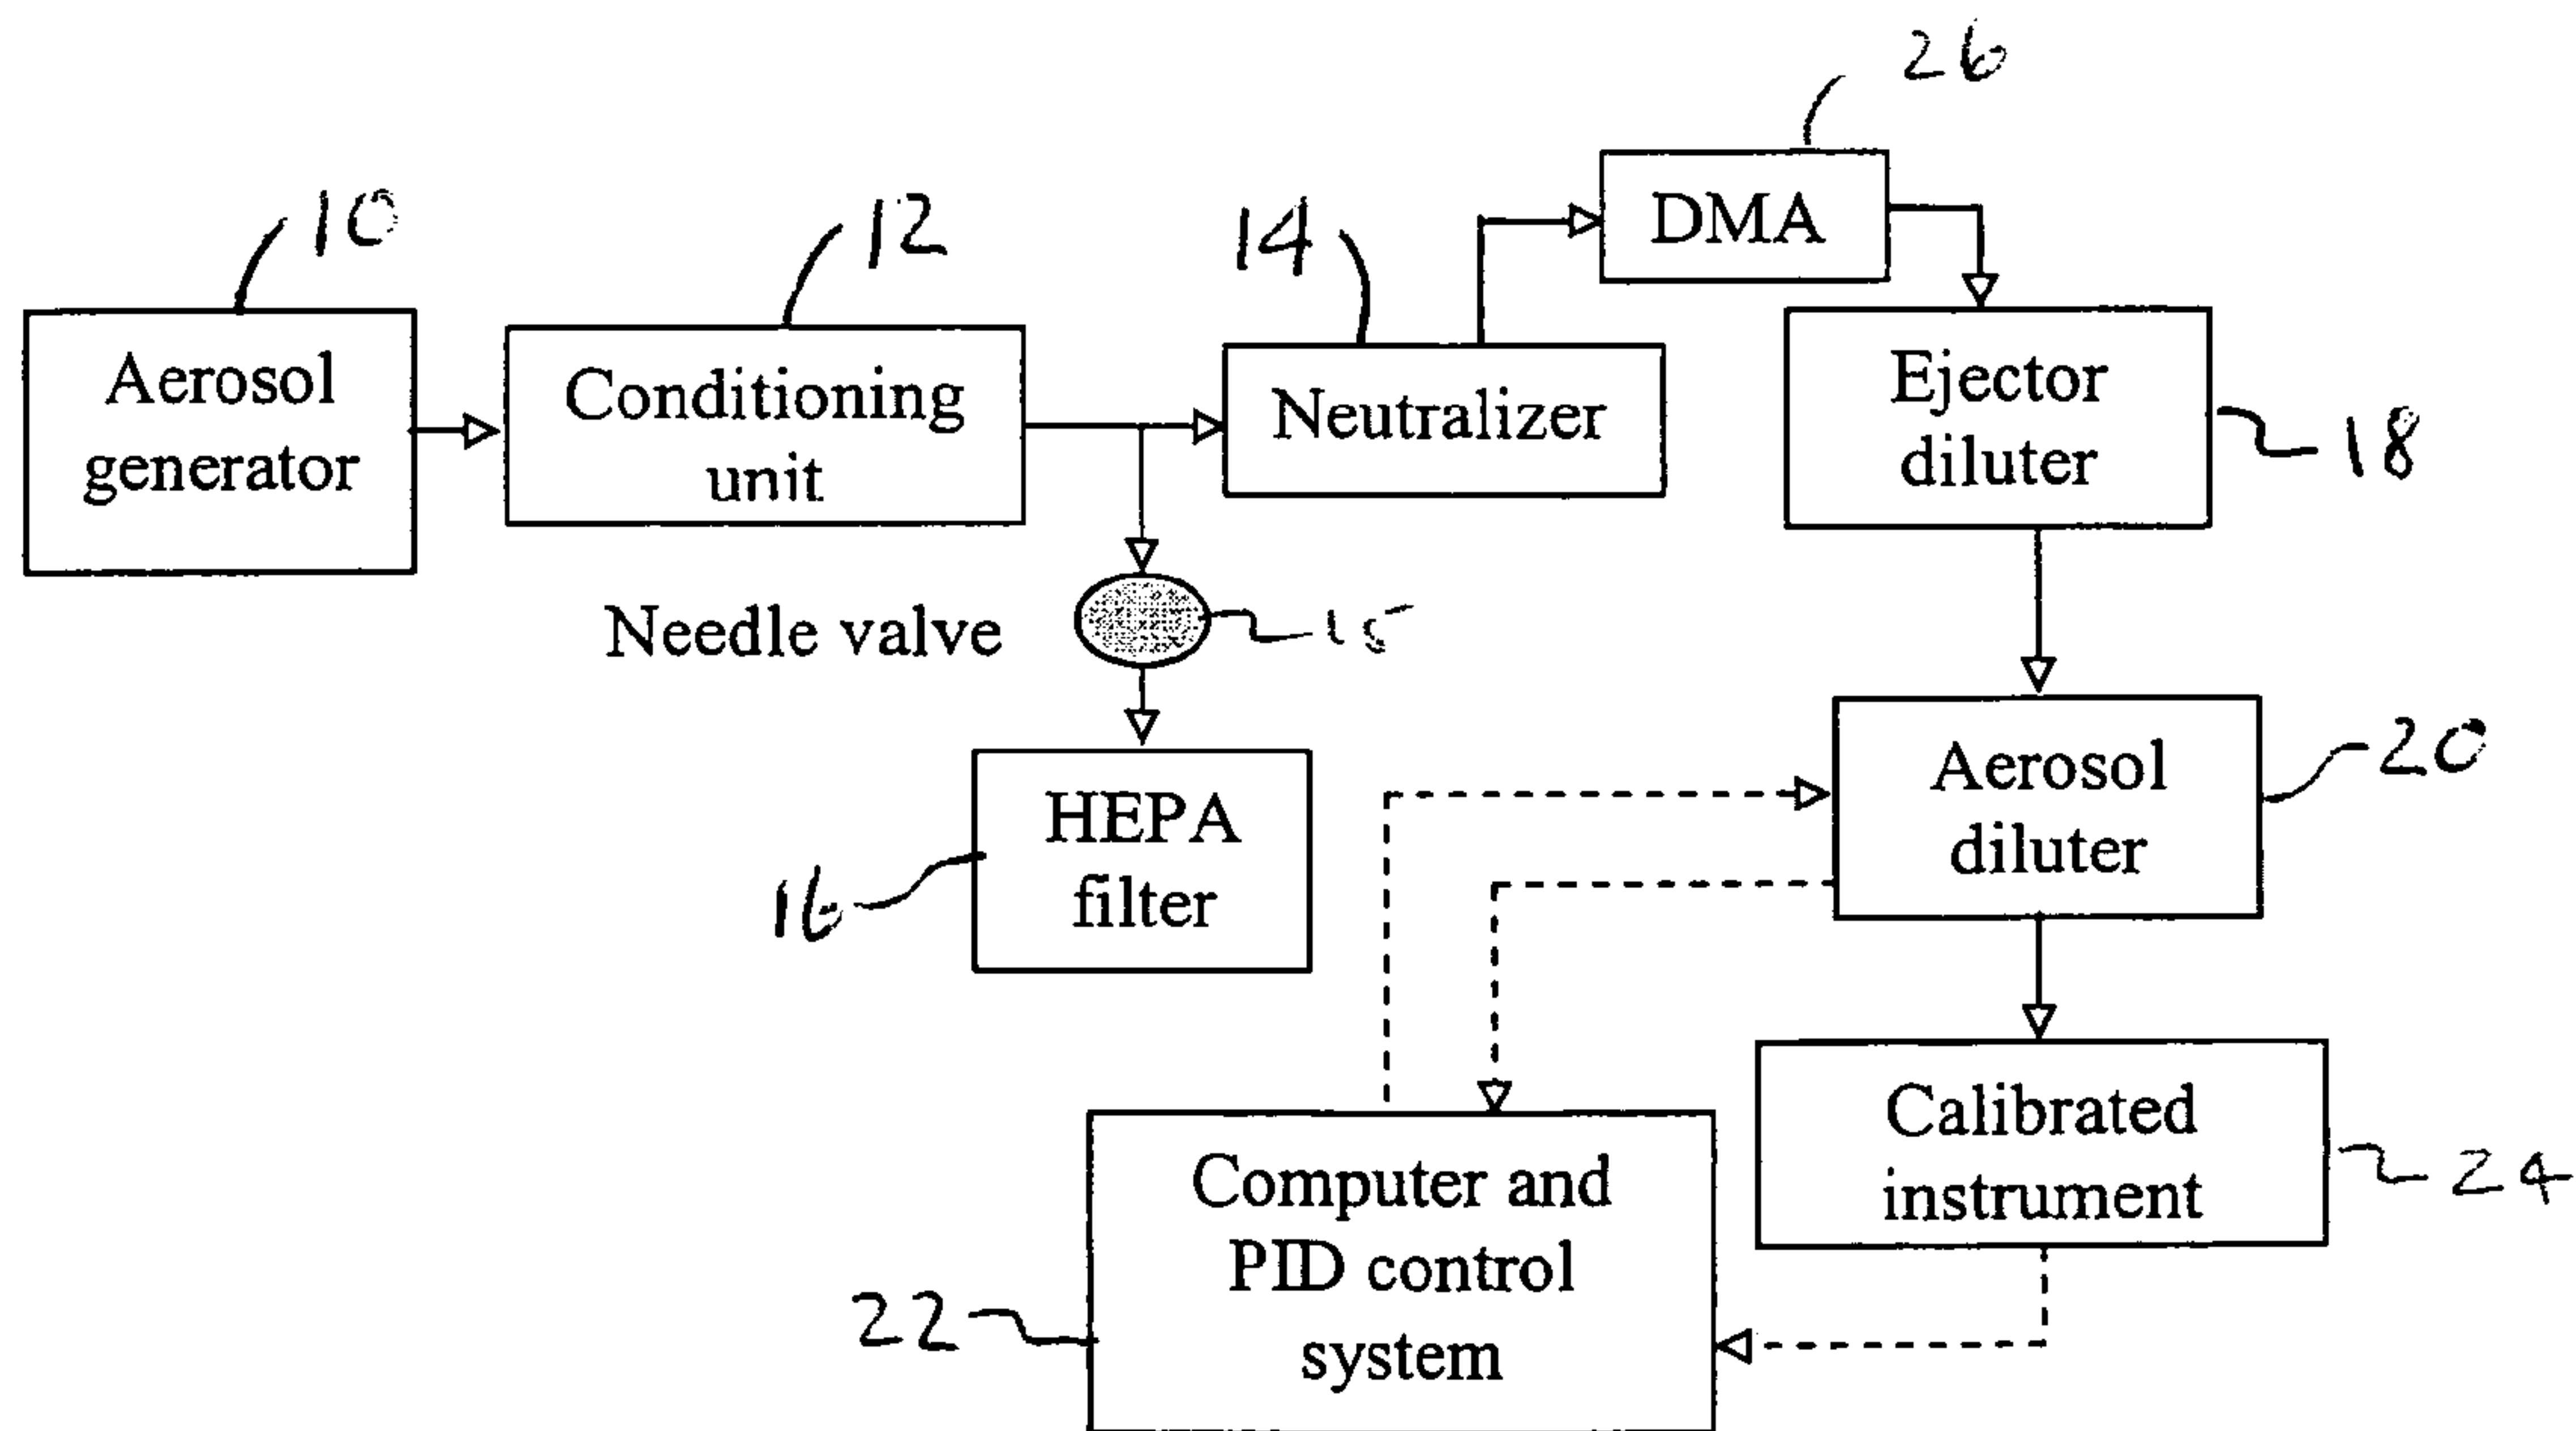 26
10
12
14
DMA
Aerosol
generator
Conditioning
unit
Neutralizer
Ejector
diluter
18
Needle valve
15
HEPA
filter
16
Aerosol
diluter
20
Computer and
PID control
system
22
Calibrated
instrument
24